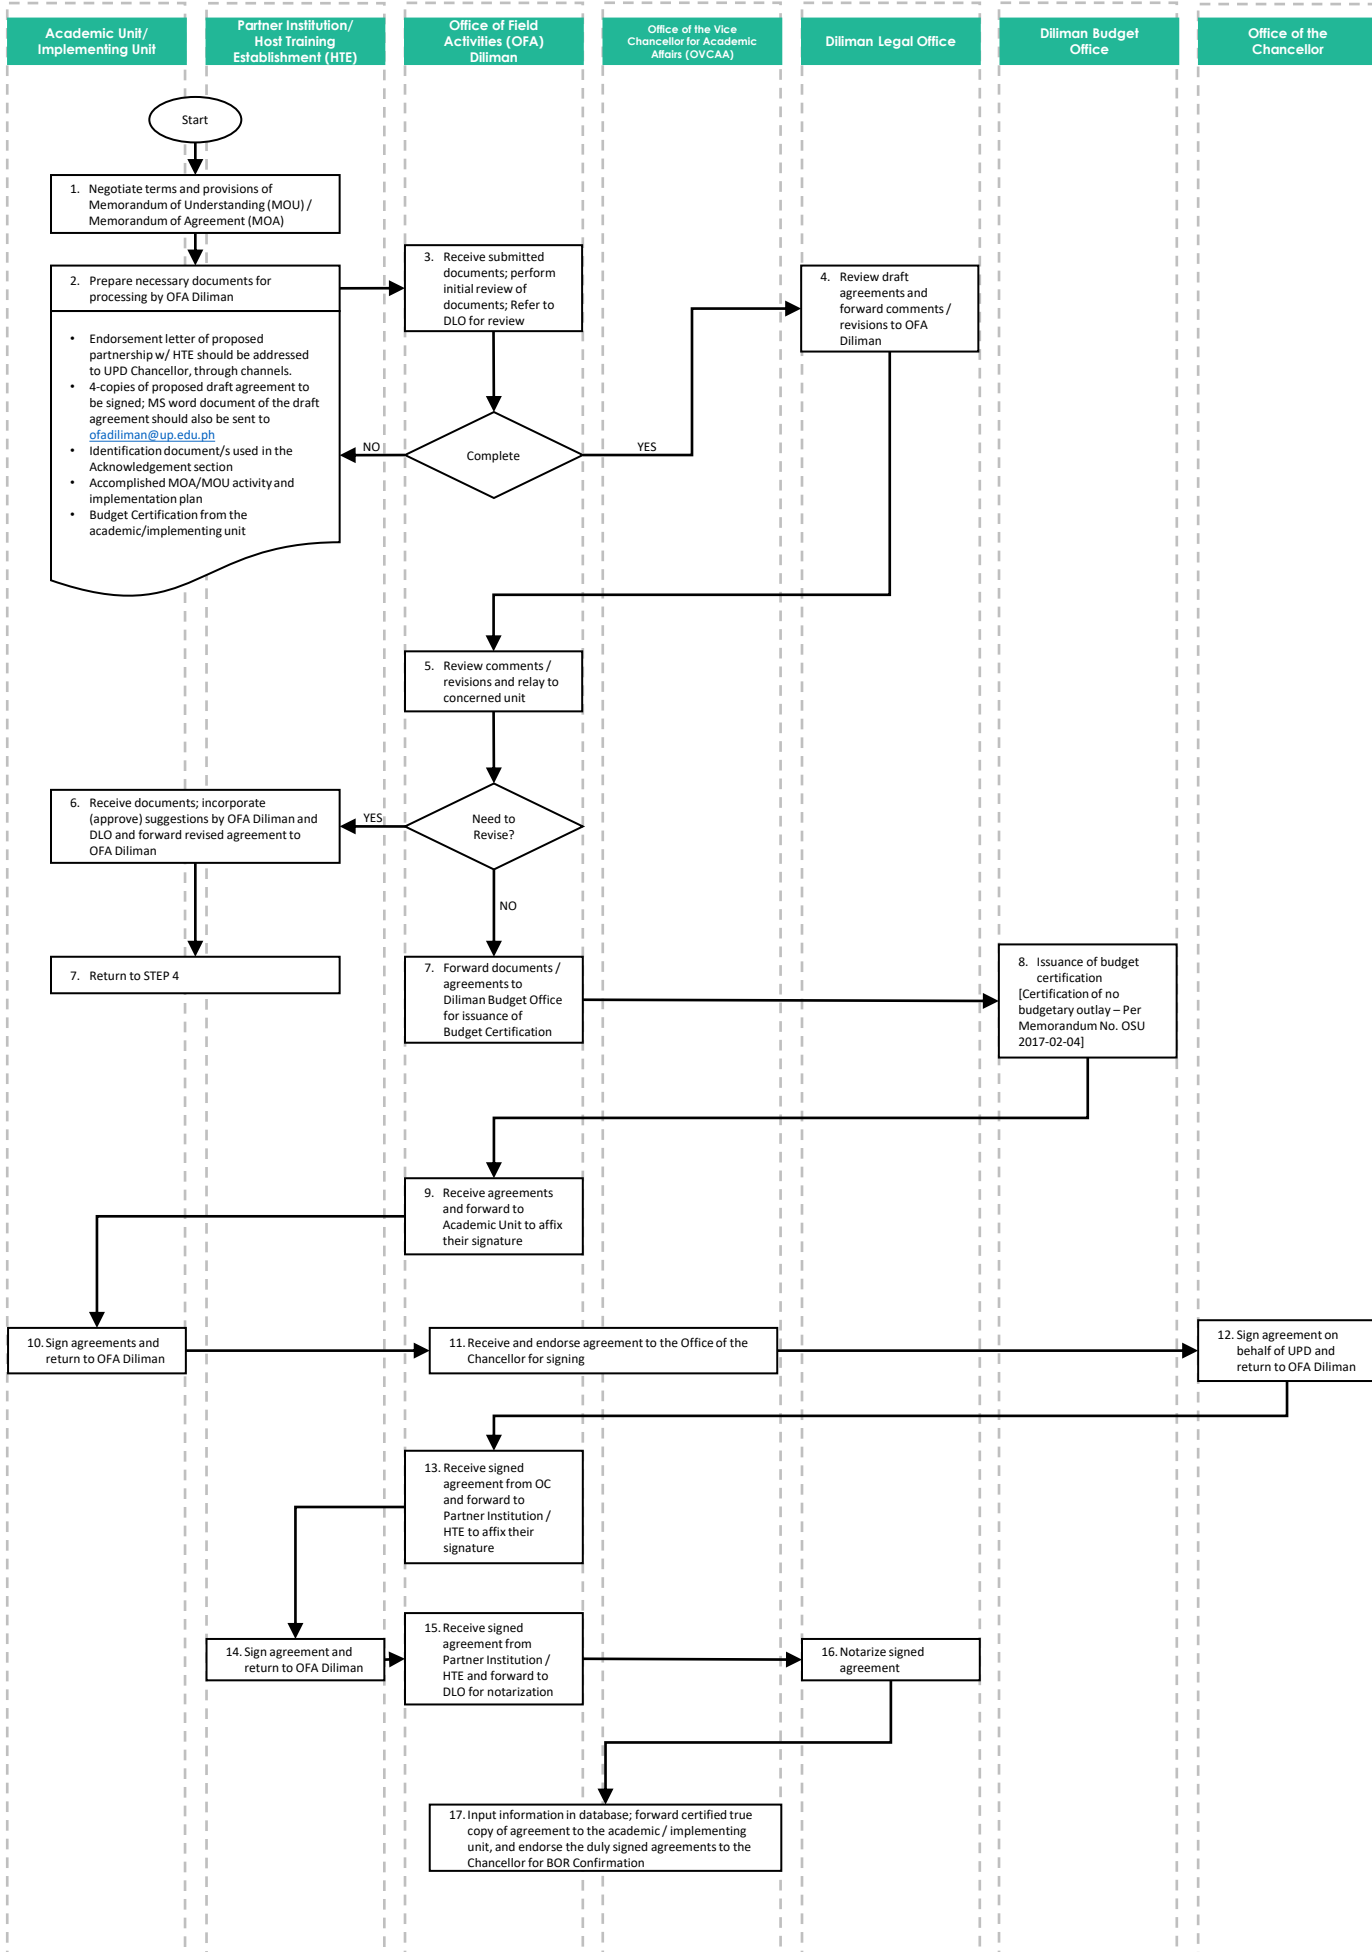 Academic Unit/
Implementing Unit
Partner Institution/
Host Training
Establishment (HTE)
Office of Field
Activities (OFA)
Diliman
Office of the Vice
Chancellor for Academic
Affairs (OVCAA)
Diliman Legal Office
Diliman Budget
Office
Office of the
Chancellor
Start
1. Negotiate terms and provisions of
Memorandum of Understanding (MOU) /
Memorandum of Agreement (MOA)
2. Prepare necessary documents for
processing by OFA Diliman
• Endorsement letter of proposed
partnership w/ HTE should be addressed
to UPD Chancellor, through channels.
• 4-copies of proposed draft agreement to
be signed; MS word document of the draft
agreement should also be sent to
ofadiliman@up.edu.ph
• Identification document/s used in the
Acknowledgement section
• Accomplished MOA/MOU activity and
implementation plan
• Budget Certification from the
academic/implementing unit
3. Receive submitted
documents; perform
initial review of
documents; Refer to
DLO for review
Complete
NO
YES
4. Review draft
agreements and
forward comments /
revisions to OFA
Diliman
5. Review comments /
revisions and relay to
concerned unit
Need to
Revise?
YES
NO
6. Receive documents; incorporate
(approve) suggestions by OFA Diliman and
DLO and forward revised agreement to
OFA Diliman
7. Return to STEP 4
7. Forward documents /
agreements to
Diliman Budget Office
for issuance of
Budget Certification
8. Issuance of budget
certification
[Certification of no
budgetary outlay – Per
Memorandum No. OSU
2017-02-04]
9. Receive agreements
and forward to
Academic Unit to affix
their signature
10. Sign agreements and
return to OFA Diliman
11. Receive and endorse agreement to the Office of the
Chancellor for signing
12. Sign agreement on
behalf of UPD and
return to OFA Diliman
13. Receive signed
agreement from OC
and forward to
Partner Institution /
HTE to affix their
signature
14. Sign agreement and
return to OFA Diliman
15. Receive signed
agreement from
Partner Institution /
HTE and forward to
DLO for notarization
16. Notarize signed
agreement
17. Input information in database; forward certified true
copy of agreement to the academic / implementing
unit, and endorse the duly signed agreements to the
Chancellor for BOR Confirmation